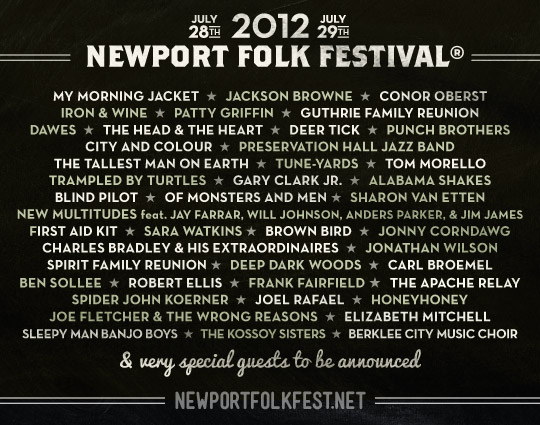 JULY 28TH 2012 JULY 29TH
NEWPORT FOLK FESTIVAL®
MY MORNING JACKET ★ JACKSON BROWNE ★ CONOR OBERST
IRON & WINE ★ PATTY GRIFFIN ★ GUTHRIE FAMILY REUNION
DAWES ★ THE HEAD & THE HEART ★ DEER TICK ★ PUNCH BROTHERS
CITY AND COLOUR ★ PRESERVATION HALL JAZZ BAND
THE TALLEST MAN ON EARTH ★ TUNE-YARDS ★ TOM MORELLO
TRAMPLED BY TURTLES ★ GARY CLARK JR. ★ ALABAMA SHAKES
BLIND PILOT ★ OF MONSTERS AND MEN ★ SHARON VAN ETTEN
NEW MULTITUDES feat. JAY FARRAR, WILL JOHNSON, ANDERS PARKER, & JIM JAMES
FIRST AID KIT ★ SARA WATKINS ★ BROWN BIRD ★ JONNY CORNDAWG
CHARLES BRADLEY & HIS EXTRAORDINAIRES ★ JONATHAN WILSON
SPIRIT FAMILY REUNION ★ DEEP DARK WOODS ★ CARL BROEMEL
BEN SOLLEE ★ ROBERT ELLIS ★ FRANK FAIRFIELD ★ THE APACHE RELAY
SPIDER JOHN KOERNER ★ JOEL RAFAEL ★ HONEYHONEY
JOE FLETCHER & THE WRONG REASONS ★ ELIZABETH MITCHELL
SLEEPY MAN BANJO BOYS ★ THE KOSSOY SISTERS ★ BERKLEE CITY MUSIC CHOIR
& very special guests to be announced
NEWPORTFOLKFEST.NET